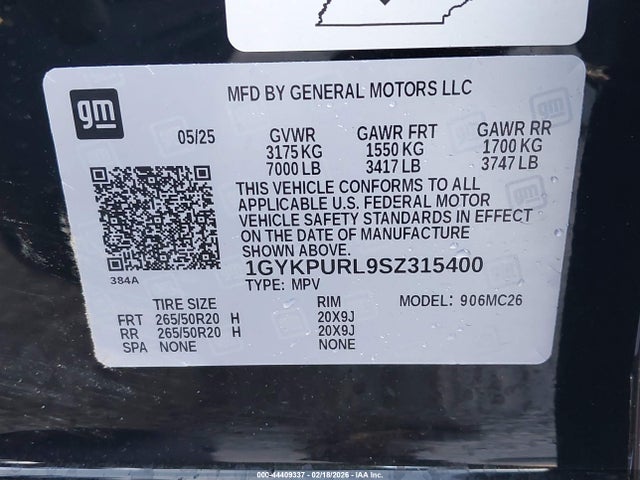 gm
MFD BY GENERAL MOTORS LLC
05/25 GVWR GAWR FRT GAWR RR
3175 KG 1550 KG 1700 KG
7000 LB 3417 LB 3747 LB
THIS VEHICLE CONFORMS TO ALL
APPLICABLE U.S. FEDERAL MOTOR
VEHICLE SAFETY STANDARDS IN EFFECT
ON THE DATE OF MANUFACTURE
SHOWN ABOVE.
384A
1GYKPURL9SZ315400
TYPE: MPV
TIRE SIZE RIM MODEL: 906MC26
FRT 265/50R20 H 20X9J
RR 265/50R20 H 20X9J
SPA NONE NONE
000-44409337 - 02/18/2026 - IAA, Inc.